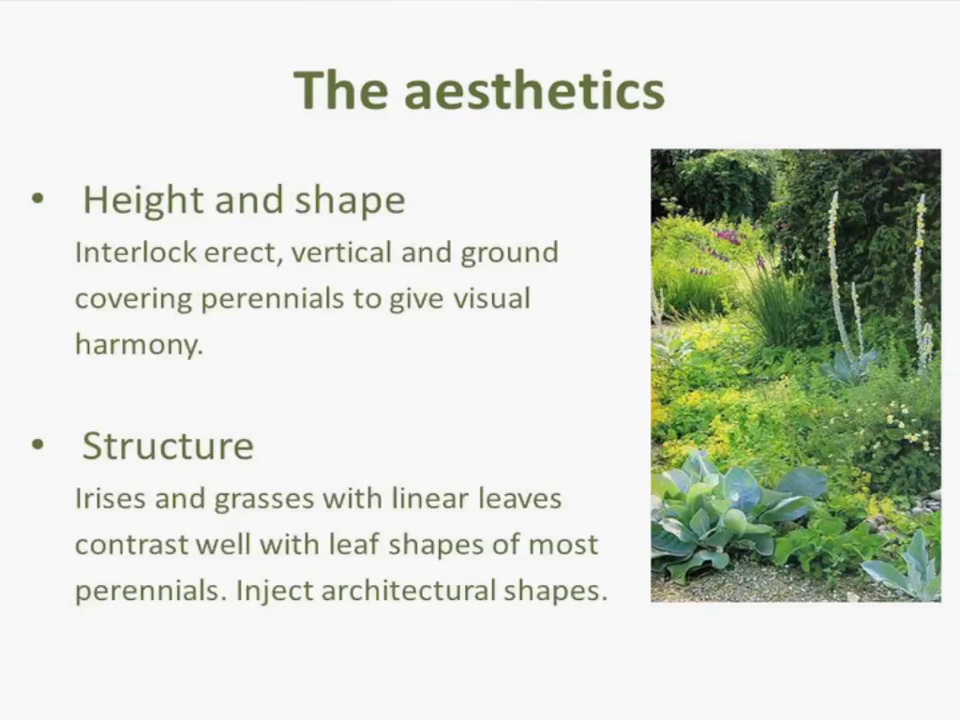 The aesthetics
• Height and shape
Interlock erect, vertical and ground
covering perennials to give visual
harmony.
• Structure
Irises and grasses with linear leaves
contrast well with leaf shapes of most
perennials. Inject architectural shapes.